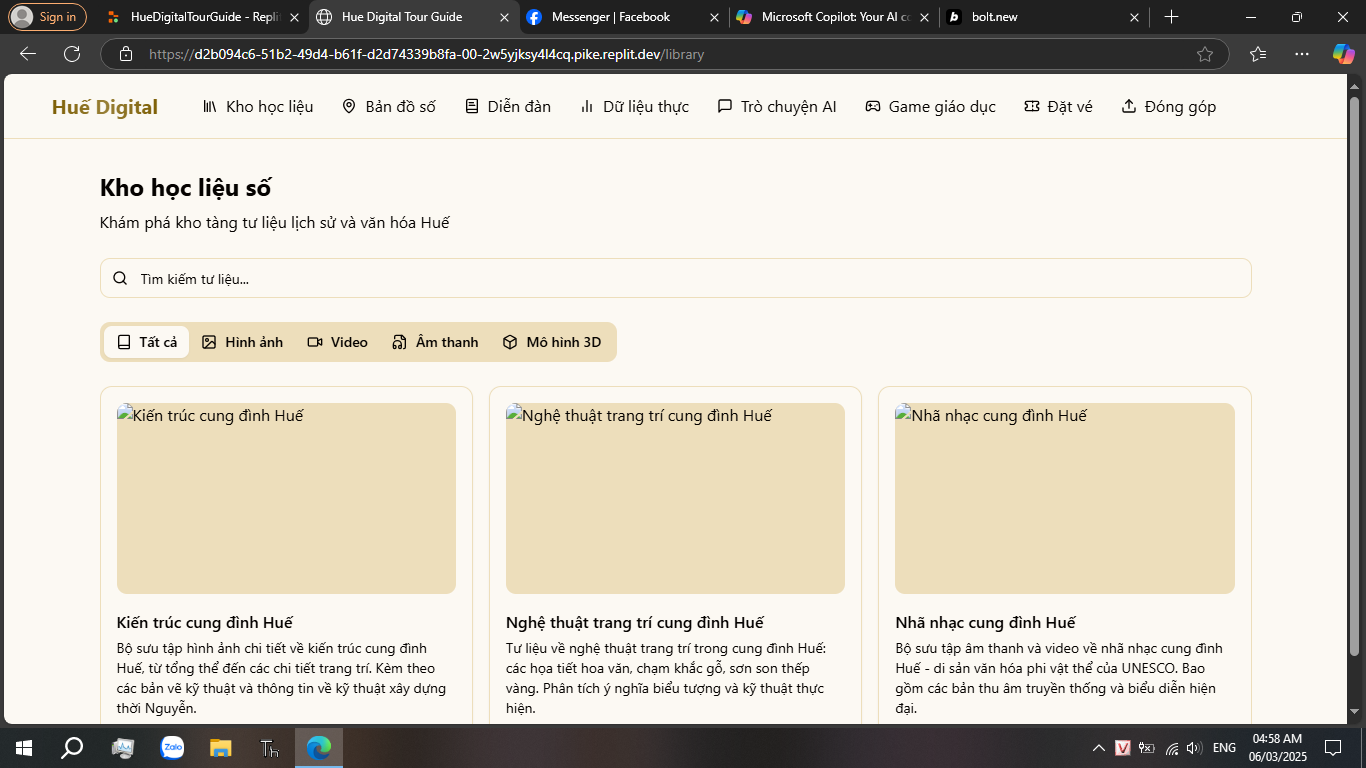 Sign in
HueDigitalTourGuide - Replit
Hue Digital Tour Guide
Messenger | Facebook
Microsoft Copilot: Your AI co
bolt.new
https://d2b094c6-51b2-49d4-b61f-d2d74339b8fa-00-2w5yjksy4l4cq.pike.replit.dev/library
Huế Digital
Kho học liệu
Bản đồ số
Diễn đàn
Dữ liệu thực
Trò chuyện AI
Game giáo dục
Đặt vé
Đóng góp
Kho học liệu số
Khám phá kho tàng tư liệu lịch sử và văn hóa Huế
Tìm kiếm tư liệu...
Tất cả
Hình ảnh
Video
Âm thanh
Mô hình 3D
Kiến trúc cung đình Huế
Kiến trúc cung đình Huế
Bộ sưu tập hình ảnh chi tiết về kiến trúc cung đình
Huế, từ tổng thể đến các chi tiết trang trí. Kèm theo
các bản vẽ kỹ thuật và thông tin về kỹ thuật xây dựng
thời Nguyễn.
Nghệ thuật trang trí cung đình Huế
Nghệ thuật trang trí cung đình Huế
Tư liệu về nghệ thuật trang trí trong cung đình Huế:
các họa tiết hoa văn, chạm khắc gỗ, sơn son thếp
vàng. Phân tích ý nghĩa biểu tượng và kỹ thuật thực
hiện.
Nhã nhạc cung đình Huế
Nhã nhạc cung đình Huế
Bộ sưu tập âm thanh và video về nhã nhạc cung đình
Huế - di sản văn hóa phi vật thể của UNESCO. Bao
gồm các bản thu âm truyền thống và biểu diễn hiện
đại.
Zalo
Th
V
ENG
04:58 AM
06/03/2025